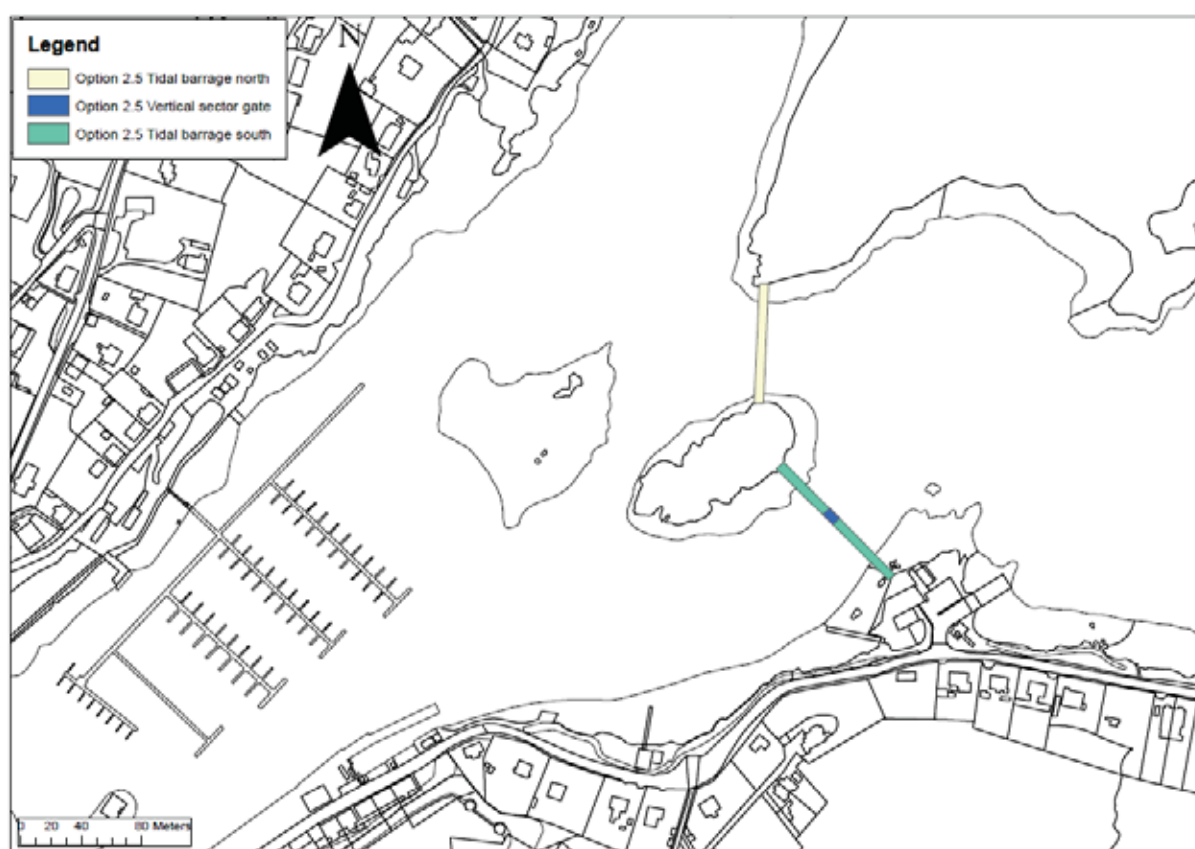 Legend
Option 2.5 Tidal barrage north
Option 2.5 Vertical sector gate
Option 2.5 Tidal barrage south
N
0 20 40 80 Meters